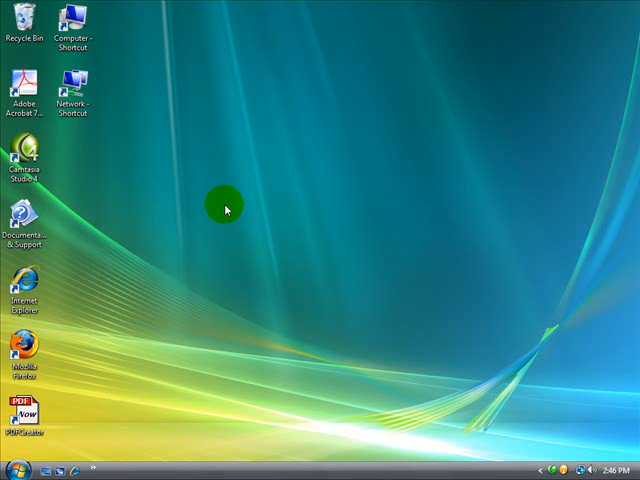 Recycle Bin
Computer -
Shortcut
Adobe
Acrobat 7...
Network -
Shortcut
4
Camtasia
Studio 4
Documenta...
& Support
Internet
Explorer
Mozilla
Firefox
PDF
Now
PDFCreator
»
2:46 PM